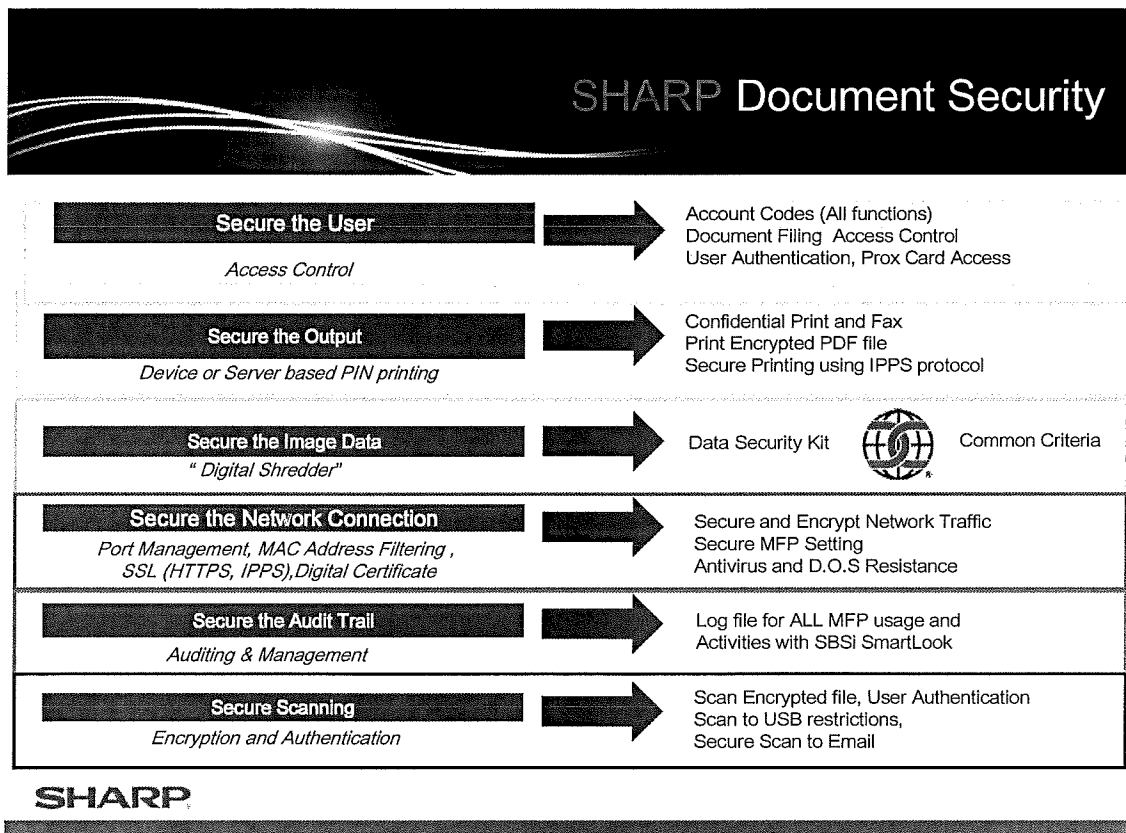 SHARP Document Security
Secure the User
Access Control
Account Codes (All functions)
Document Filing Access Control
User Authentication, Prox Card Access
Secure the Output
Device or Server based PIN printing
Confidential Print and Fax
Print Encrypted PDF file
Secure Printing using IPPS protocol
Secure the Image Data
" Digital Shredder"
Data Security Kit
Common Criteria
Secure the Network Connection
Port Management, MAC Address Filtering ,
SSL (HTTPS, IPPS),Digital Certificate
Secure and Encrypt Network Traffic
Secure MFP Setting
Antivirus and D.O.S Resistance
Secure the Audit Trail
Auditing & Management
Log file for ALL MFP usage and
Activities with SBSi SmartLook
Secure Scanning
Encryption and Authentication
Scan Encrypted file, User Authentication
Scan to USB restrictions,
Secure Scan to Email
SHARP